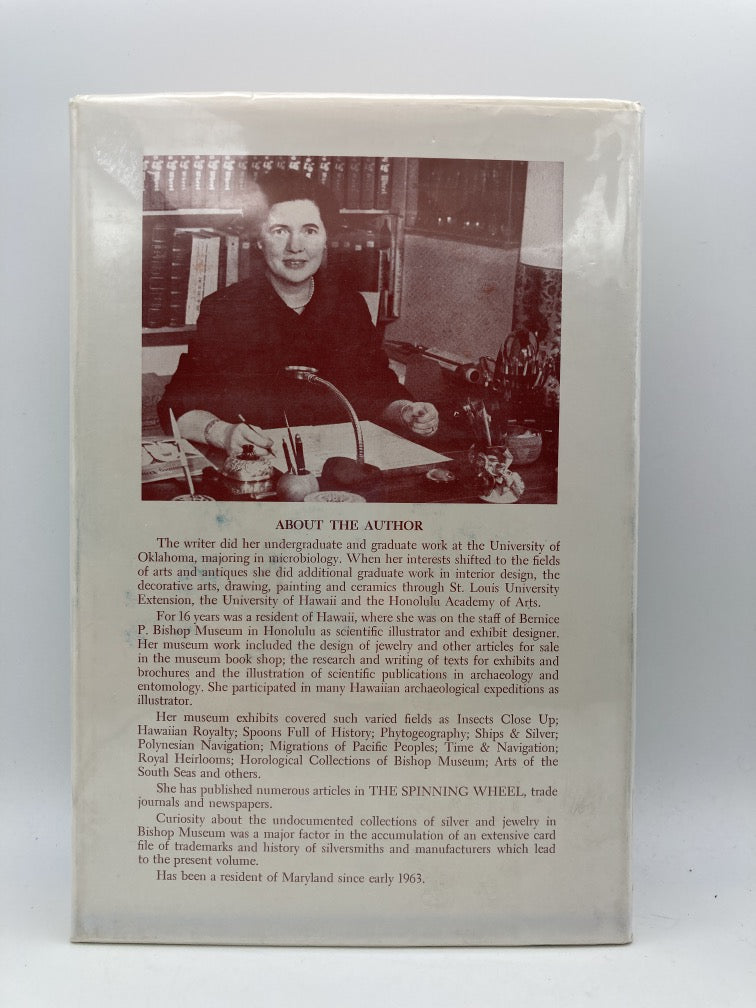 ABOUT THE AUTHOR
The writer did her undergraduate and graduate work at the University of
Oklahoma, majoring in microbiology. When her interests shifted to the fields
of arts and antiques she did additional graduate work in interior design, the
decorative arts, drawing, painting and ceramics through St. Louis University
Extension, the University of Hawaii and the Honolulu Academy of Arts.
For 16 years was a resident of Hawaii, where she was on the staff of Bernice
P. Bishop Museum in Honolulu as scientific illustrator and exhibit designer.
Her museum work included the design of jewelry and other articles for sale
in the museum book shop; the research and writing of texts for exhibits and
brochures and the illustration of scientific publications in archaeology and
entomology. She participated in many Hawaiian archaeological expeditions as
illustrator.
Her museum exhibits covered such varied fields as Insects Close Up;
Hawaiian Royalty; Spoons Full of History; Phytogeography; Ships & Silver;
Polynesian Navigation; Migrations of Pacific Peoples; Time & Navigation;
Royal Heirlooms; Horological Collections of Bishop Museum; Arts of the
South Seas and others.
She has published numerous articles in THE SPINNING WHEEL, trade
journals and newspapers.
Curiosity about the undocumented collections of silver and jewelry in
Bishop Museum was a major factor in the accumulation of an extensive card
file of trademarks and history of silversmiths and manufacturers which lead
to the present volume.
Has been a resident of Maryland since early 1963.